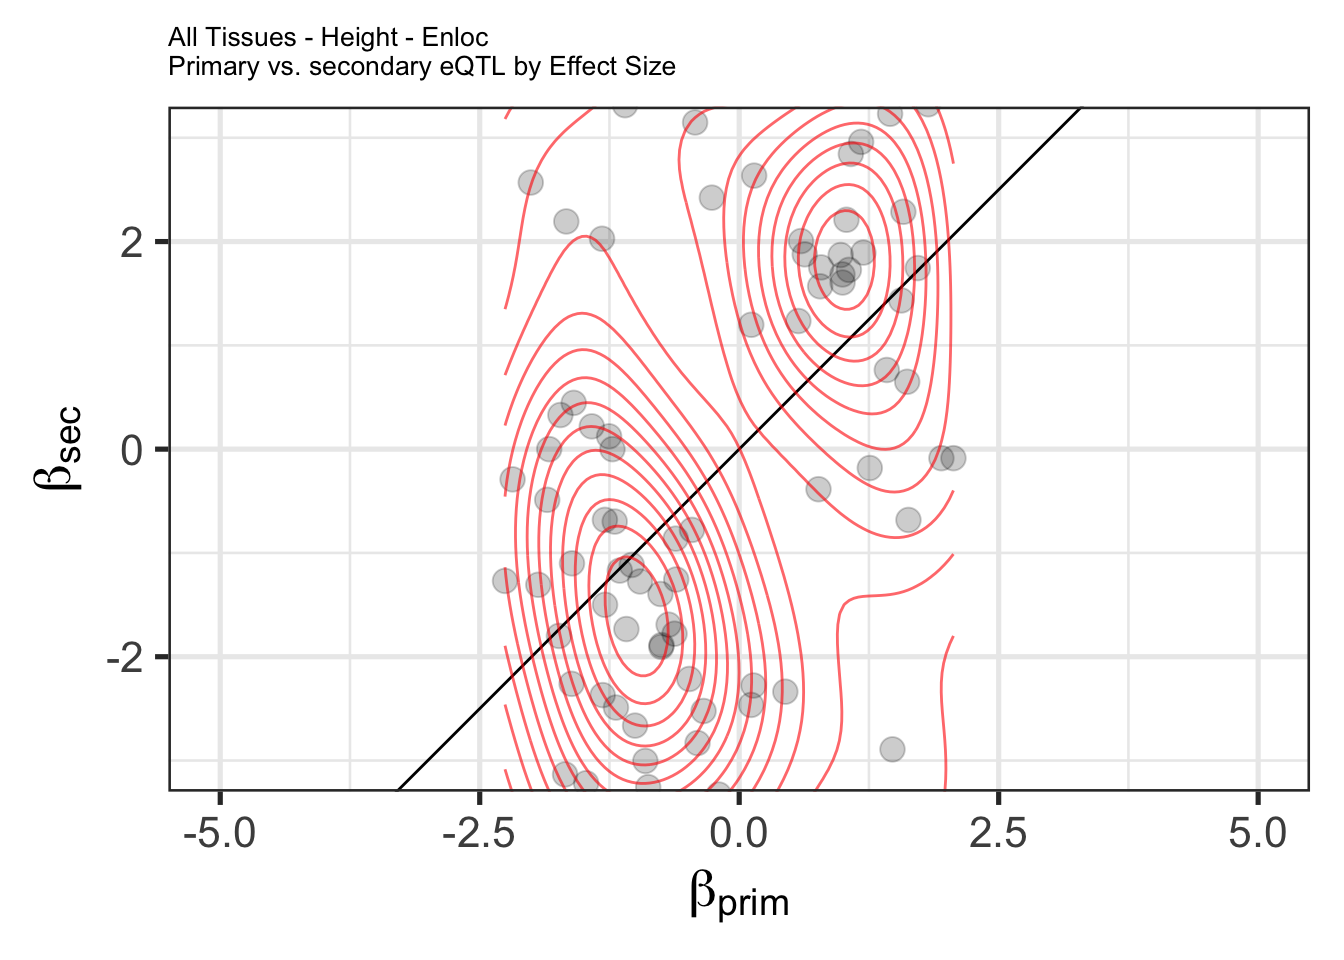 All Tissues - Height - Enloc
Primary vs. secondary eQTL by Effect Size
2
0
-2
βsec
-5.0 -2.5 0.0 2.5 5.0
βprim